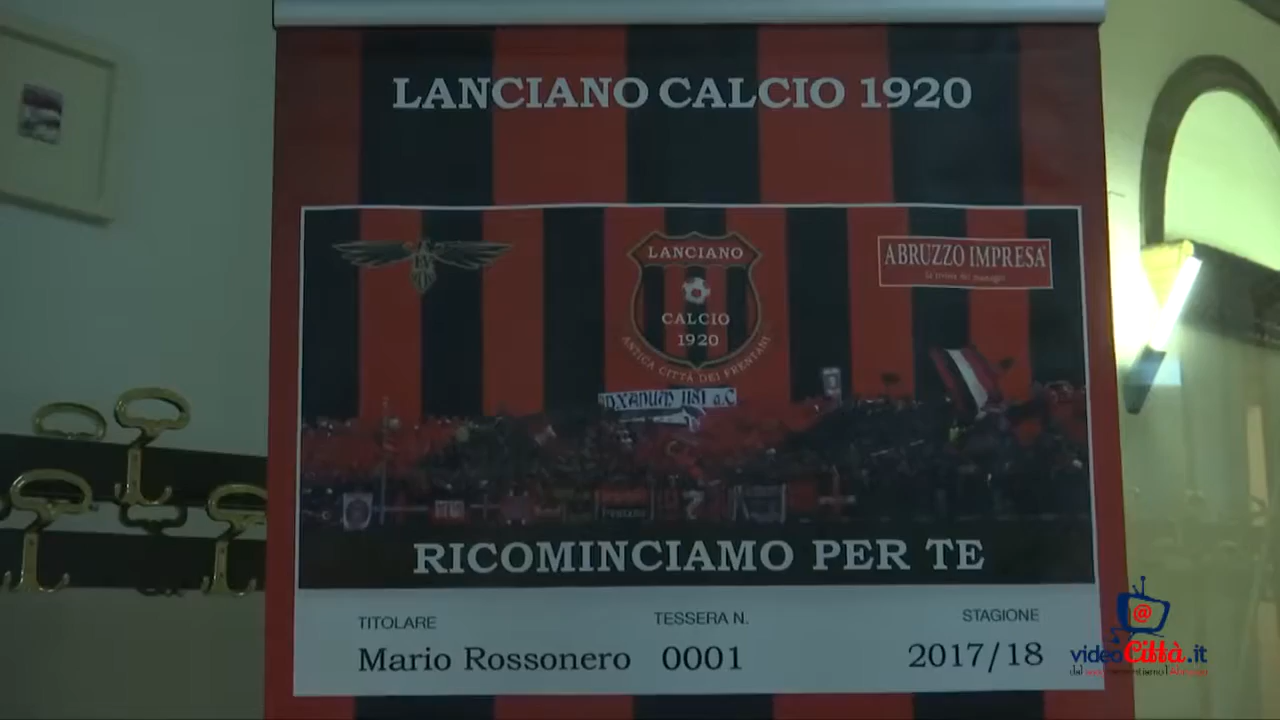 LANCIANO CALCIO 1920
LANCIANO
CALCIO
1920
ANTICA CITTÀ DEI FRENTANI
ABRUZZO IMPRESA
1181 a.C
RICOMINCIAMO PER TE
TITOLARE TESSERA N. STAGIONE
Mario Rossonero 0001 2017/18
@
videoCittà.it